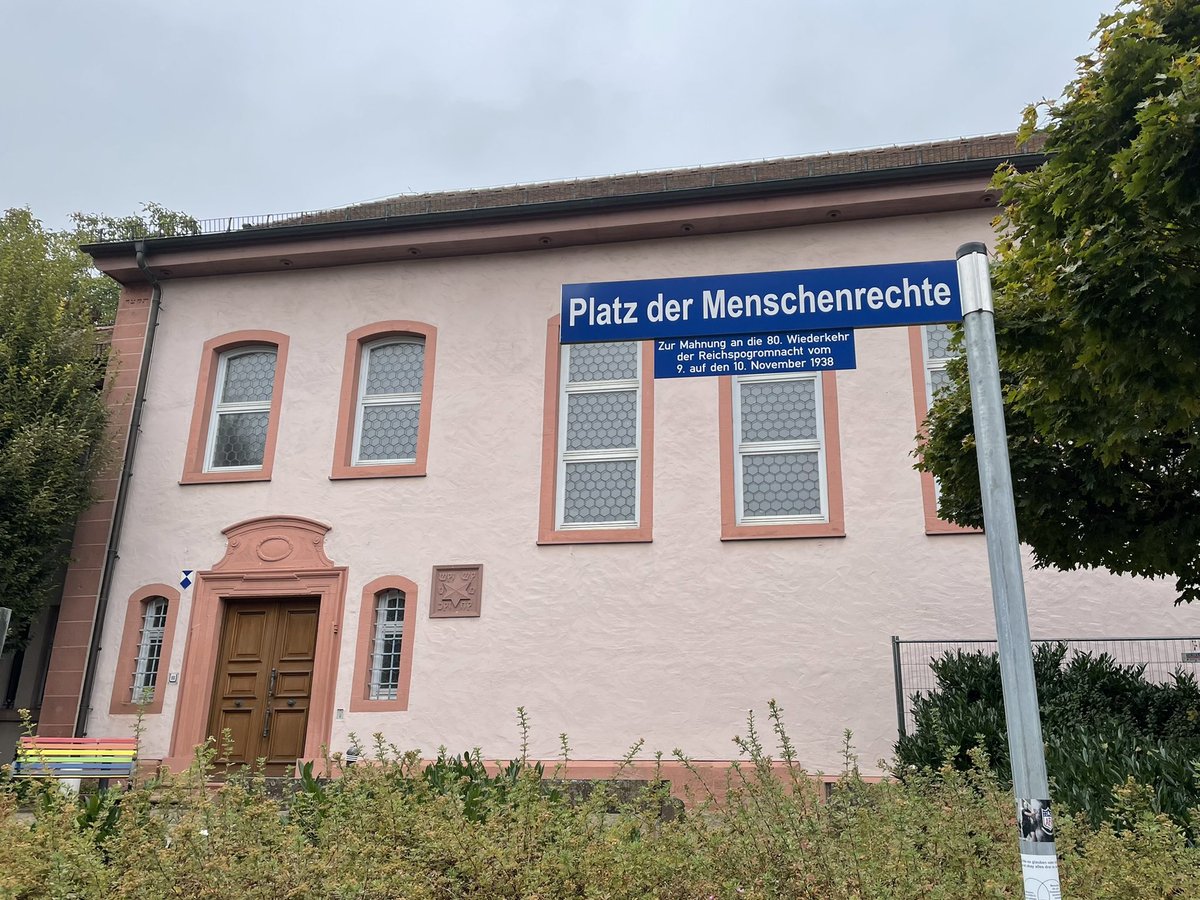 Platz der Menschenrechte
Zur Mahnung an die 80. Wiederkehr
der Reichspogromnacht vom
9. auf den 10. November 1938